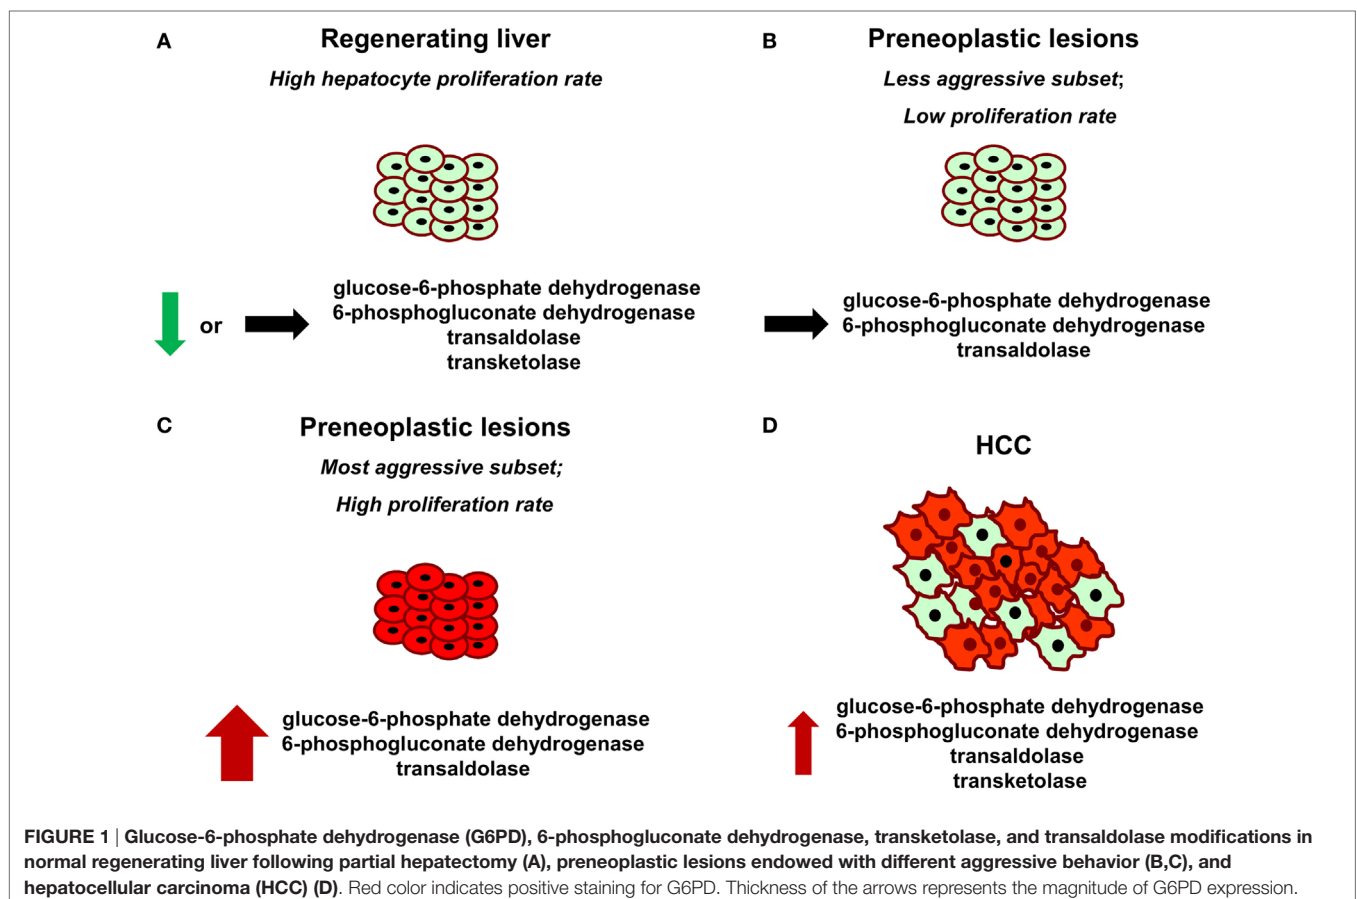 A
Regenerating liver
High hepatocyte proliferation rate
or
glucose-6-phosphate dehydrogenase
6-phosphogluconate dehydrogenase
transaldolase
transketolase
B
Preneoplastic lesions
Less aggressive subset;
Low proliferation rate
glucose-6-phosphate dehydrogenase
6-phosphogluconate dehydrogenase
transaldolase
C
Preneoplastic lesions
Most aggressive subset;
High proliferation rate
glucose-6-phosphate dehydrogenase
6-phosphogluconate dehydrogenase
transaldolase
D
HCC
glucose-6-phosphate dehydrogenase
6-phosphogluconate dehydrogenase
transaldolase
transketolase
FIGURE 1 | Glucose-6-phosphate dehydrogenase (G6PD), 6-phosphogluconate dehydrogenase, transketolase, and transaldolase modifications in
normal regenerating liver following partial hepatectomy (A), preneoplastic lesions endowed with different aggressive behavior (B,C), and
hepatocellular carcinoma (HCC) (D). Red color indicates positive staining for G6PD. Thickness of the arrows represents the magnitude of G6PD expression.